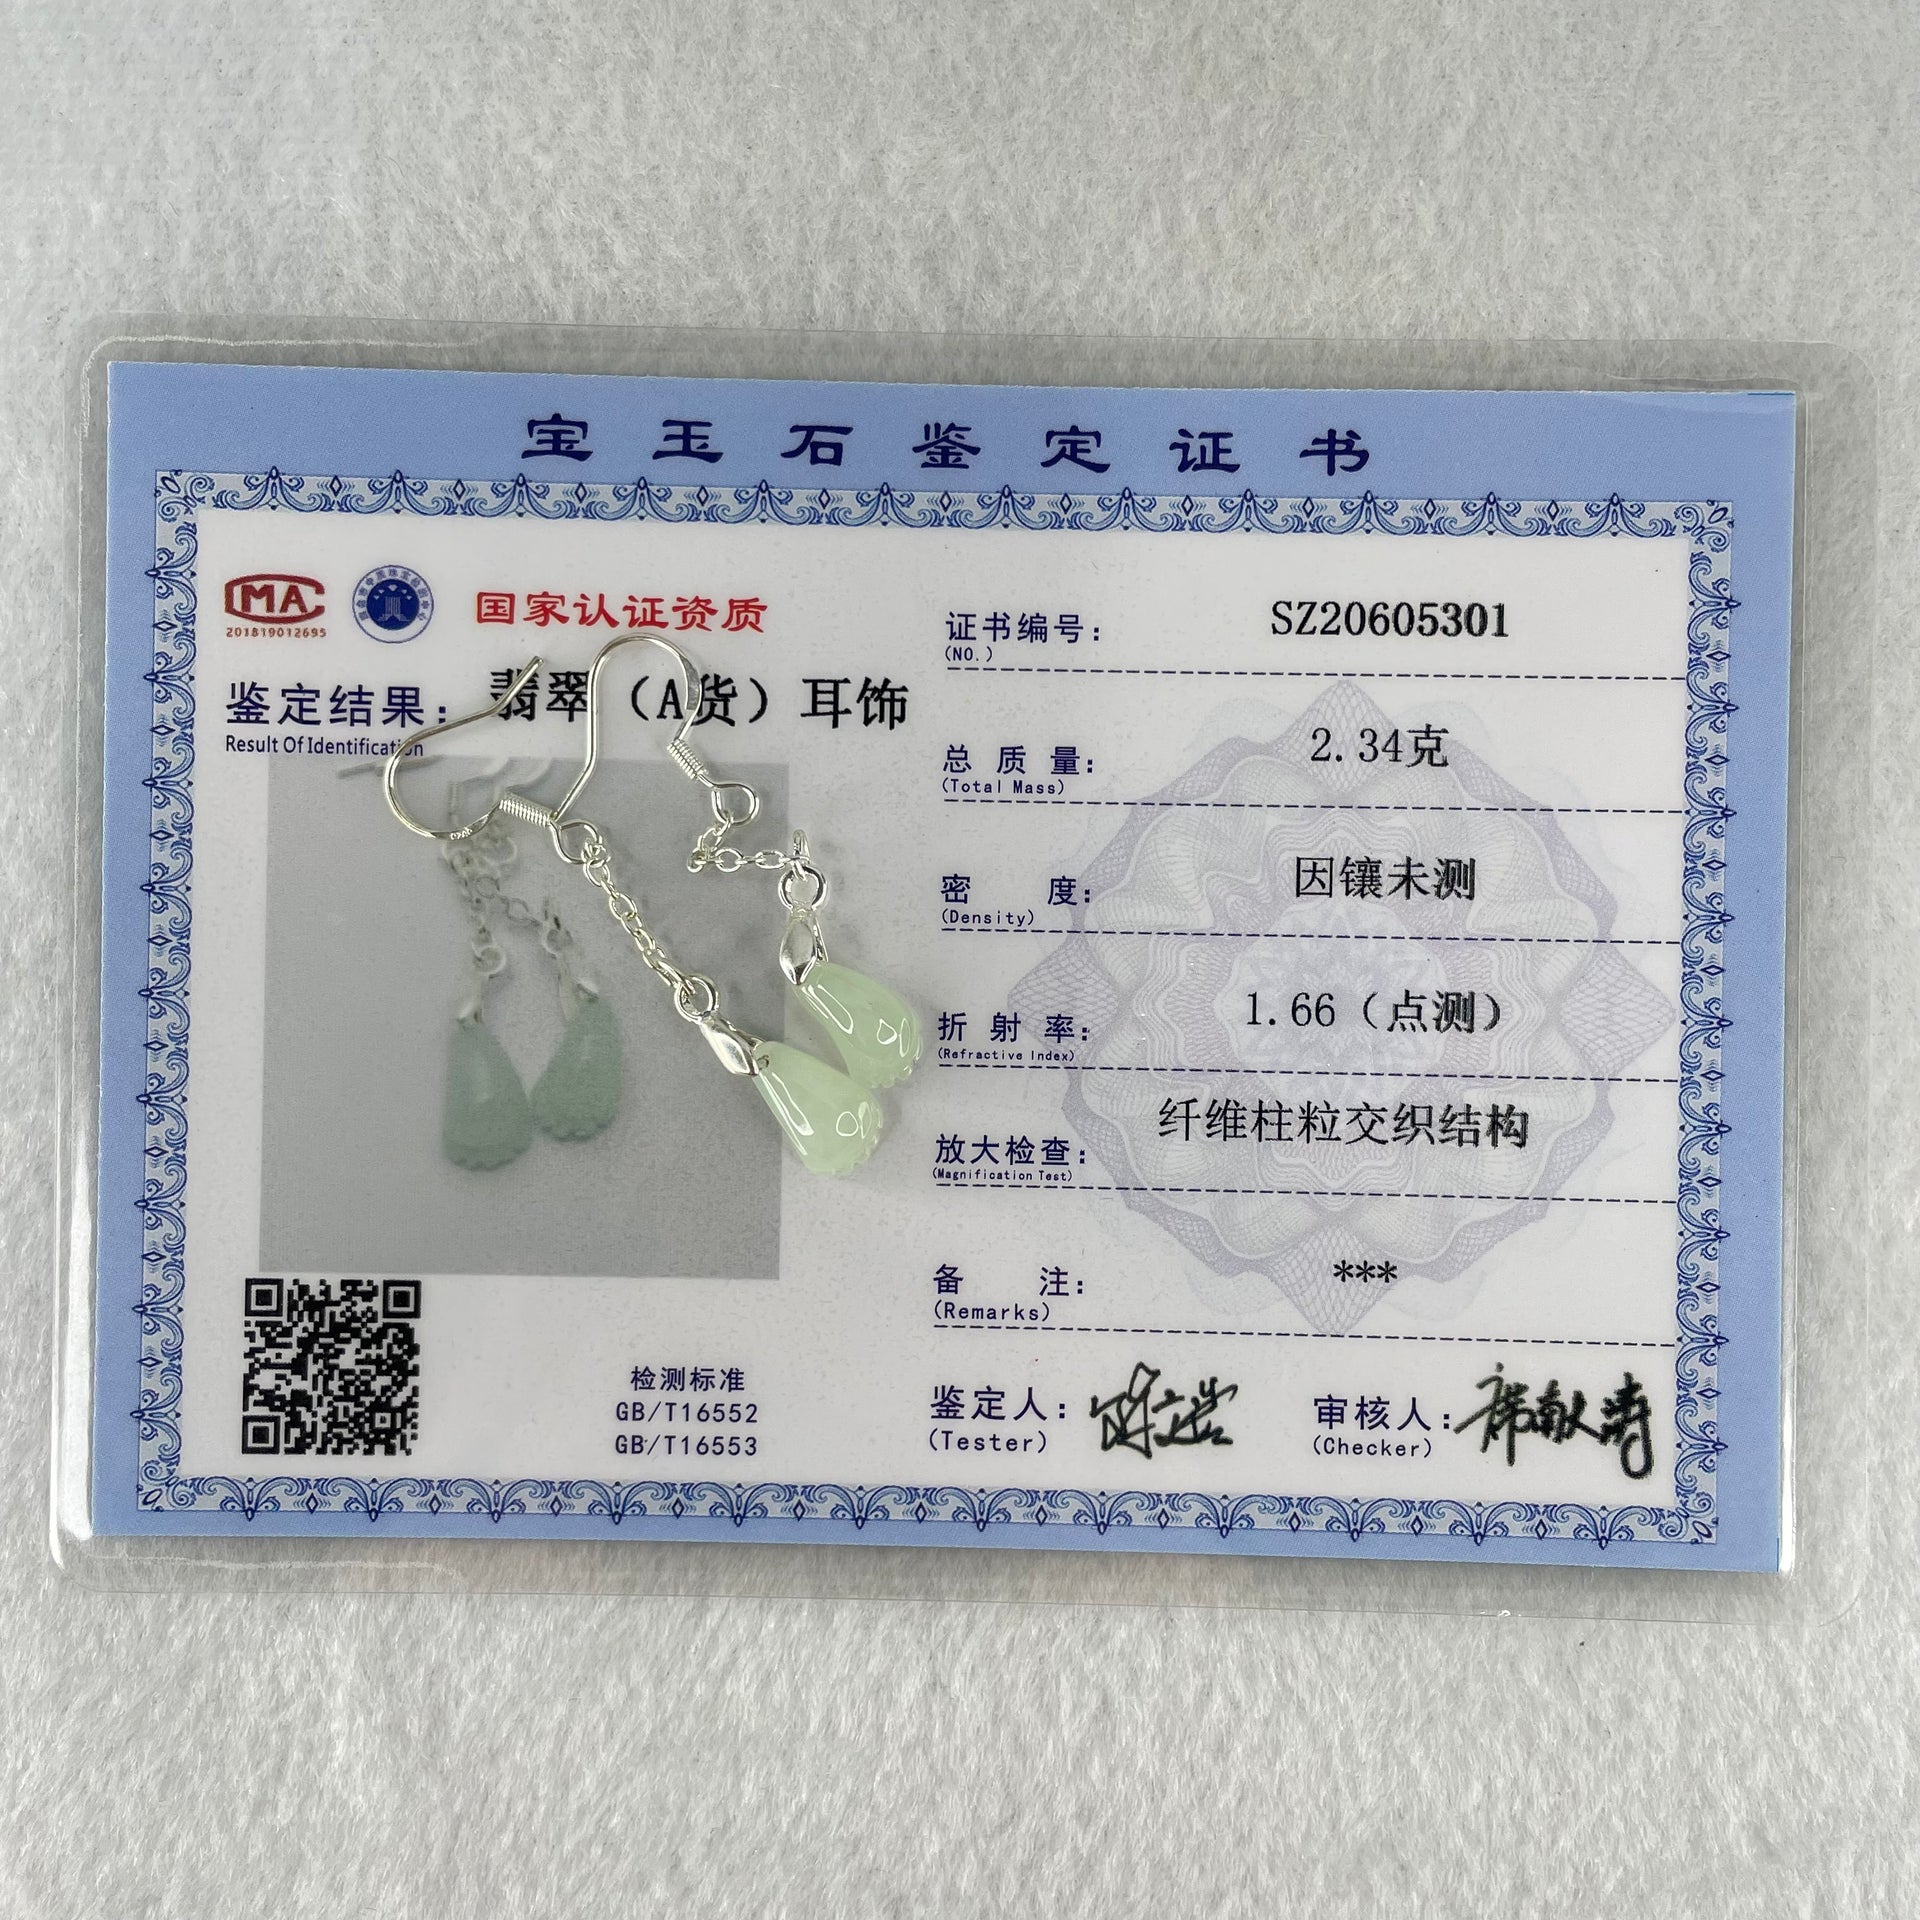 宝玉石鉴定证书
CMA
201819012695
国家认证资质
鉴定结果: 翡翠（A货）耳饰
Result Of Identification
证书编号: SZ20605301
(NO.)
总质量: 2.34克
(Total Mass)
密度: 因镶未测
(Density)
折射率: 1.66（点测）
(Refractive Index)
放大检查: 纤维柱粒交织结构
(Magnification Test)
备注: ***
(Remarks)
检测标准
GB/T16552
GB/T16553
鉴定人:
(Tester)
审核人:
(Checker)